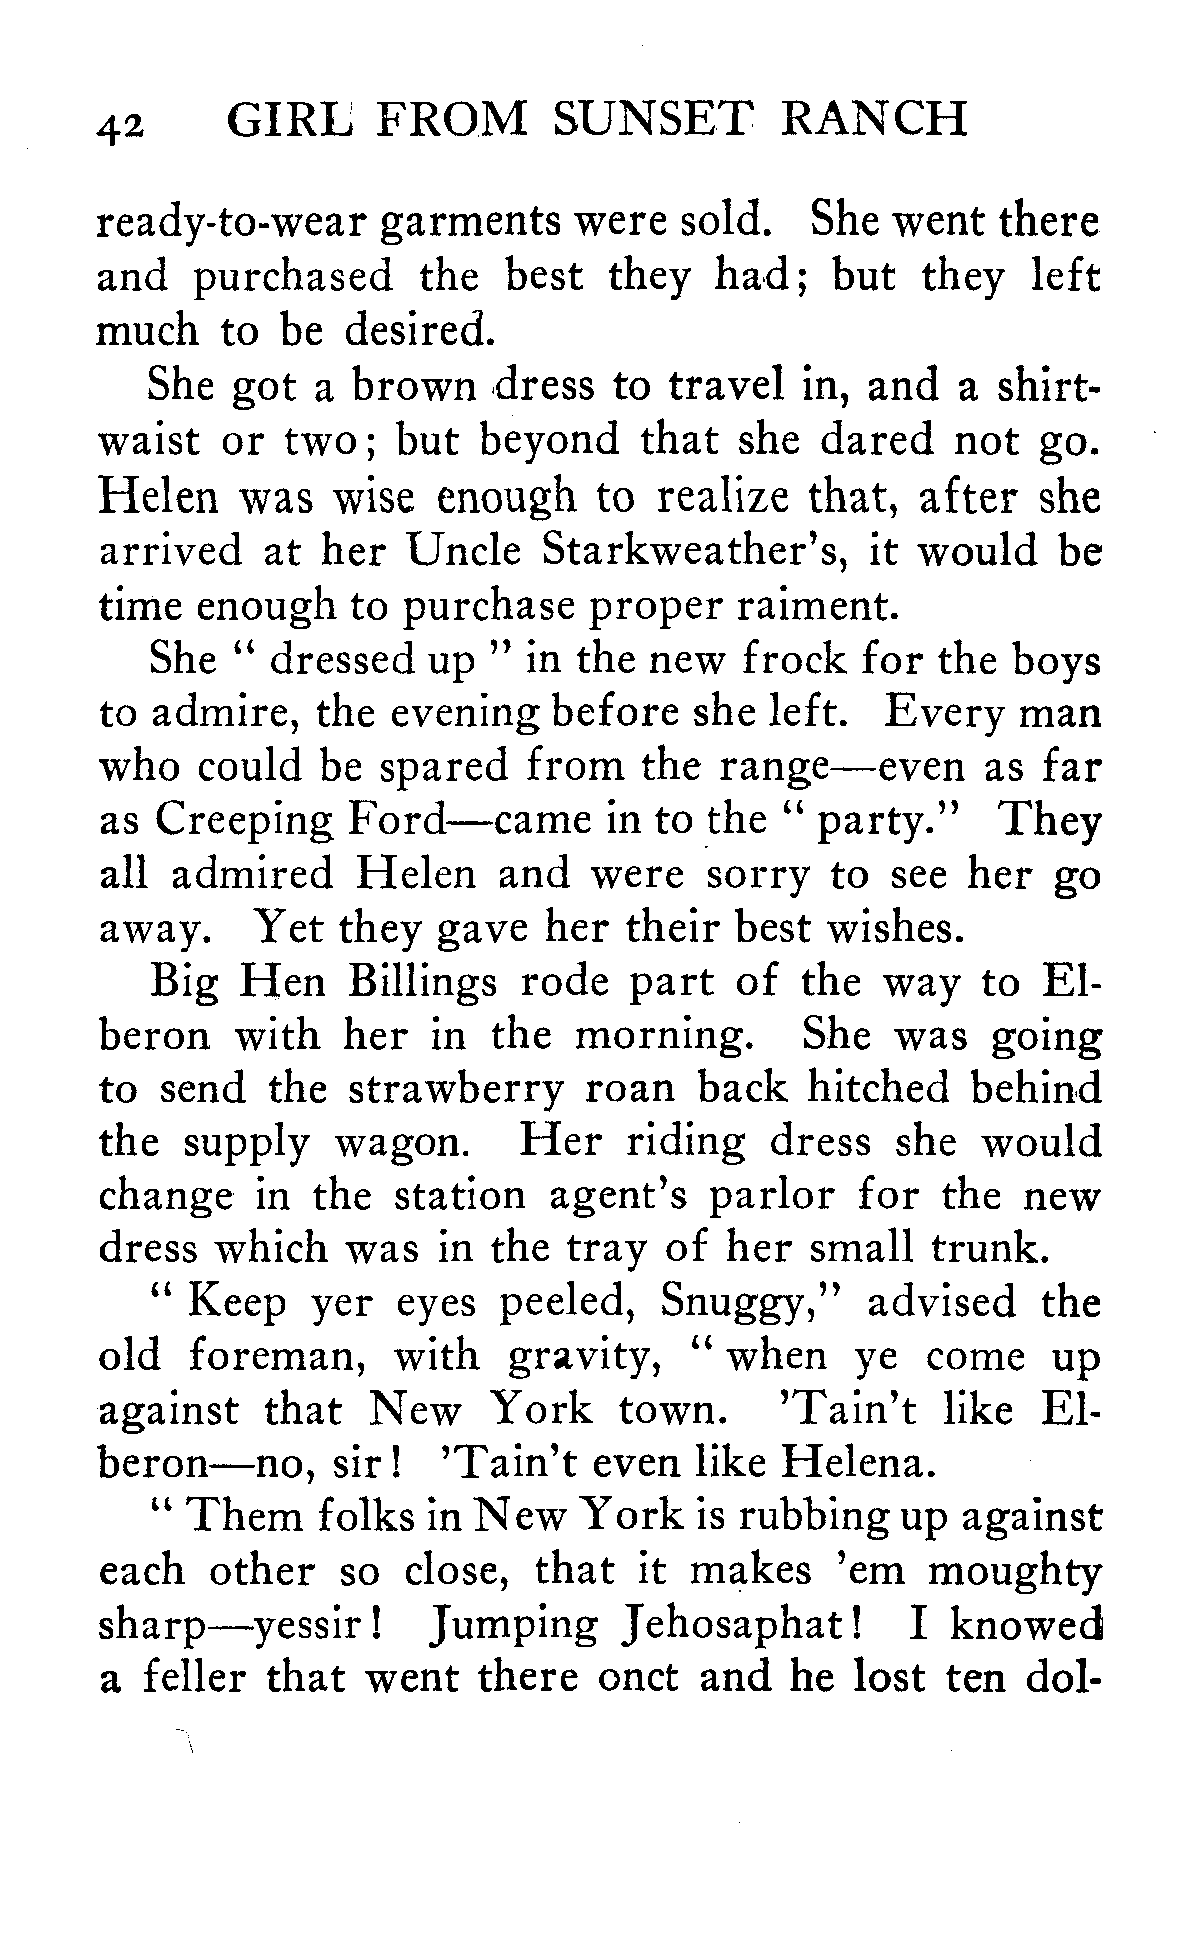 42 GIRL FROM SUNSET RANCH
ready-to-wear garments were sold. She went there
and purchased the best they had; but they left
much to be desired.
She got a brown dress to travel in, and a shirt-
waist or two; but beyond that she dared not go.
Helen was wise enough to realize that, after she
arrived at her Uncle Starkweather's, it would be
time enough to purchase proper raiment.
She " dressed up " in the new frock for the boys
to admire, the evening before she left. Every man
who could be spared from the range—even as far
as Creeping Ford—came in to the " party." They
all admired Helen and were sorry to see her go
away. Yet they gave her their best wishes.
Big Hen Billings rode part of the way to El-
beron with her in the morning. She was going
to send the strawberry roan back hitched behind
the supply wagon. Her riding dress she would
change in the station agent's parlor for the new
dress which was in the tray of her small trunk.
" Keep yer eyes peeled, Snuggy," advised the
old foreman, with gravity, " when ye come up
against that New York town. 'Tain't like El-
beron—no, sir! 'Tain't even like Helena.
" Them folks in New York is rubbing up against
each other so close, that it makes 'em moughty
sharp—yessir! Jumping Jehosaphat! I knowed
a feller that went there onct and he lost ten dol-